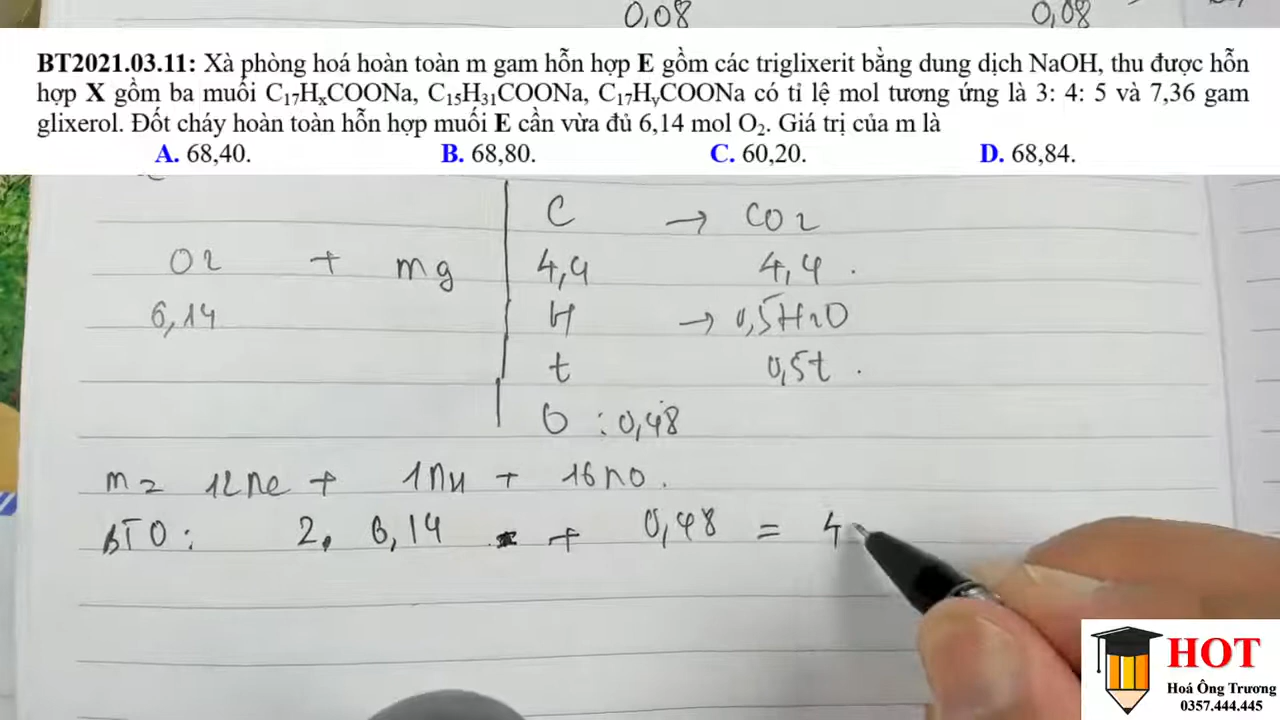 0,08 0,08
BT2021.03.11: Xà phòng hoá hoàn toàn m gam hỗn hợp E gồm các triglixerit bằng dung dịch NaOH, thu được hỗn
hợp X gồm ba muối C₁₇HₓCOONa, C₁₅H₃₁COONa, C₁₇HᵧCOONa có tỉ lệ mol tương ứng là 3: 4: 5 và 7,36 gam
glixerol. Đốt cháy hoàn toàn hỗn hợp muối E cần vừa đủ 6,14 mol O₂. Giá trị của m là
A. 68,40. B. 68,80. C. 60,20. D. 68,84.
C → CO2
O2 + mg 4,4 4,4 .
6,14 H → 0,5H2O
t 0,5t .
O : 0,48
m = 12nc + 1nH + 16nO.
BTO: 2. 6,14 + 0,48 = 4
HOT
Hoá Ông Trương
0357.444.445